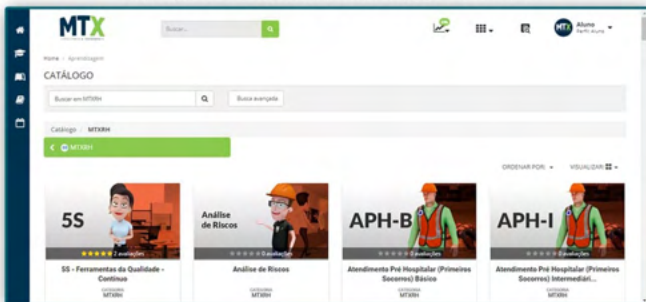 MTX
Buscar...
MTX
Aluno
Perfil: aluno
Home › Aprendizagem
CATÁLOGO
Buscar em MTXRH
Busca avançada
Catálogo › MTXRH
MTXRH
ORDENAR POR:
VISUALIZAR:
5S
Análise
de Riscos
APH-B
APH-I
2 avaliações
0 avaliações
0 avaliações
0 avaliações
5S - Ferramentas da Qualidade -
Contínuo
CATEGORIA
MTXRH
Análise de Riscos
CATEGORIA
MTXRH
Atendimento Pré Hospitalar (Primeiros
Socorros) Básico
CATEGORIA
MTXRH
Atendimento Pré Hospitalar (Primeiros
Socorros) Intermediári...
CATEGORIA
MTXRH